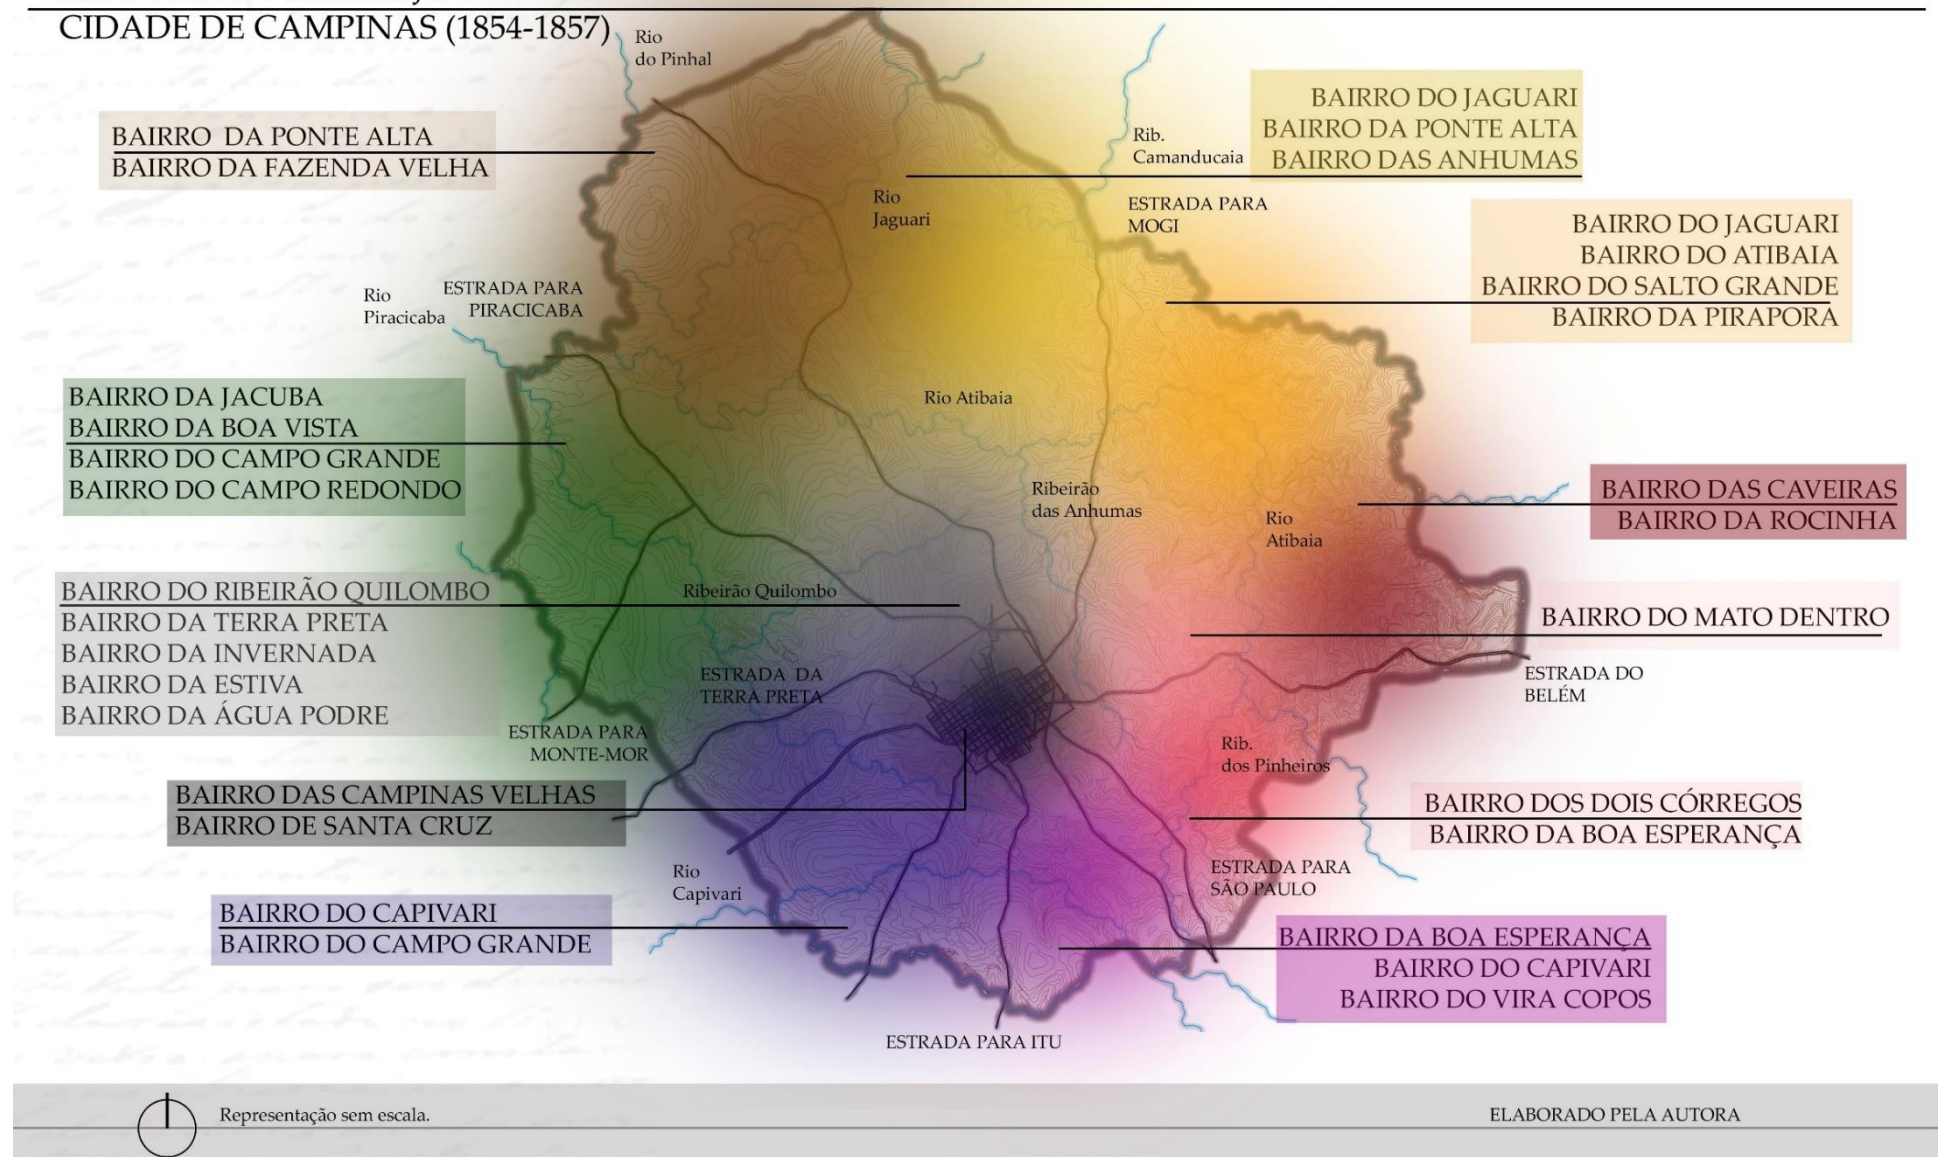 CIDADE DE CAMPINAS (1854-1857)
Rio
do Pinhal
BAIRRO DA PONTE ALTA
BAIRRO DA FAZENDA VELHA
BAIRRO DO JAGUARI
BAIRRO DA PONTE ALTA
BAIRRO DAS ANHUMAS
Rib.
Camanducaia
Rio
Jaguari
ESTRADA PARA
MOGI
BAIRRO DO JAGUARI
BAIRRO DO ATIBAIA
BAIRRO DO SALTO GRANDE
BAIRRO DA PIRAPORA
Rio
Piracicaba
ESTRADA PARA
PIRACICABA
BAIRRO DA JACUBA
BAIRRO DA BOA VISTA
BAIRRO DO CAMPO GRANDE
BAIRRO DO CAMPO REDONDO
Rio Atibaia
Ribeirão
das Anhumas
Rio
Atibaia
BAIRRO DAS CAVEIRAS
BAIRRO DA ROCINHA
BAIRRO DO RIBEIRÃO QUILOMBO
BAIRRO DA TERRA PRETA
BAIRRO DA INVERNADA
BAIRRO DA ESTIVA
BAIRRO DA ÁGUA PODRE
Ribeirão Quilombo
BAIRRO DO MATO DENTRO
ESTRADA DA
TERRA PRETA
ESTRADA DO
BELÉM
ESTRADA PARA
MONTE-MOR
Rib.
dos Pinheiros
BAIRRO DAS CAMPINAS VELHAS
BAIRRO DE SANTA CRUZ
BAIRRO DOS DOIS CÓRREGOS
BAIRRO DA BOA ESPERANÇA
Rio
Capivari
ESTRADA PARA
SÃO PAULO
BAIRRO DO CAPIVARI
BAIRRO DO CAMPO GRANDE
BAIRRO DA BOA ESPERANÇA
BAIRRO DO CAPIVARI
BAIRRO DO VIRA COPOS
ESTRADA PARA ITU
Representação sem escala.
ELABORADO PELA AUTORA